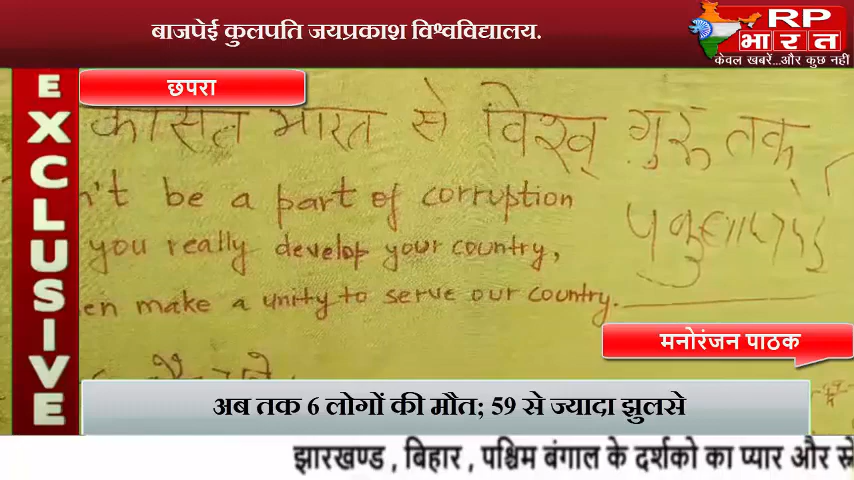 बाजपेई कुलपति जयप्रकाश विश्वविद्यालय.
RP
भारत
केवल खबरें...और कुछ नहीं
EXCLUSIVE
छपरा
कासत भारत से विश्व गुरु तक
n't be a part of corruption
you really develop your country,
en make a unity to serve our country.
मनोरंजन पाठक
अब तक 6 लोगों की मौत; 59 से ज्यादा झुलसे
झारखण्ड , बिहार , पश्चिम बंगाल के दर्शको का प्यार और स्ने